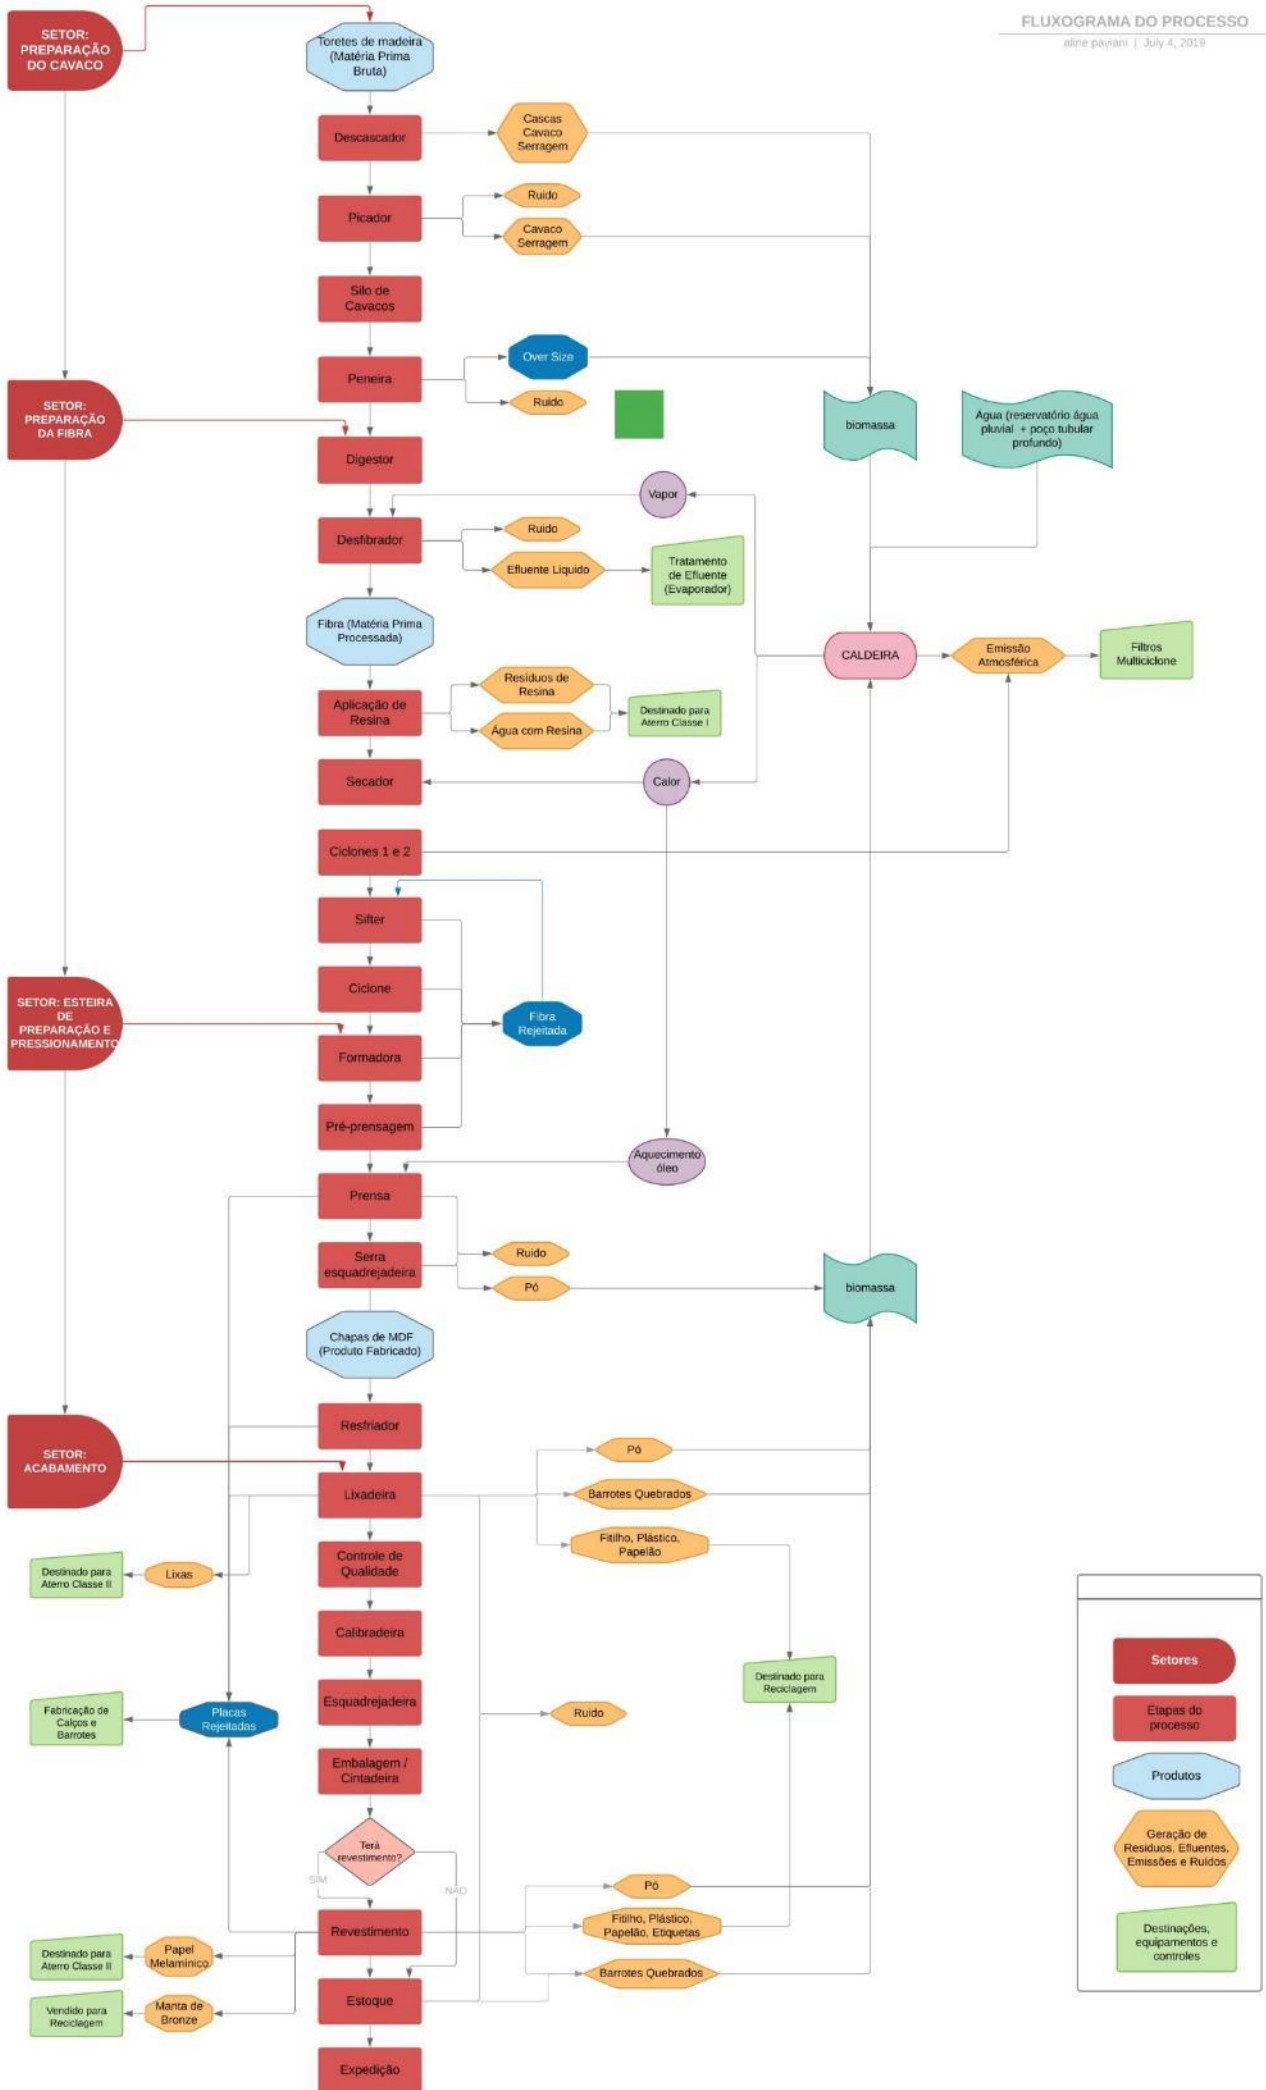 FLUXOGRAMA DO PROCESSO
aline paviani | July 4, 2019
SETOR:
PREPARAÇÃO
DO CAVACO
Toretes de madeira
(Matéria Prima
Bruta)
Descascador
Cascas
Cavaco
Serragem
Picador
Ruido
Cavaco
Serragem
Silo de
Cavacos
Peneira
Over Size
Ruido
SETOR:
PREPARAÇÃO
DA FIBRA
biomassa
Água (reservatório água
pluvial + poço tubular
profundo)
Digestor
Vapor
Desfibrador
Ruido
Efluente Liquido
Tratamento
de Efluente
(Evaporador)
Fibra (Matéria Prima
Processada)
CALDEIRA
Emissão
Atmosférica
Filtros
Multiciclone
Aplicação de
Resina
Resíduos de
Resina
Água com Resina
Destinado para
Aterro Classe I
Secador
Calor
Ciclones 1 e 2
Sifter
Ciclone
SETOR: ESTEIRA
DE
PREPARAÇÃO E
PRESSIONAMENTO
Fibra
Rejeitada
Formadora
Pré-prensagem
Aquecimento
óleo
Prensa
Serra
esquadrejadeira
Ruido
Pó
biomassa
Chapas de MDF
(Produto Fabricado)
Resfriador
SETOR:
ACABAMENTO
Pó
Lixadeira
Barrotes Quebrados
Fitilho, Plástico,
Papelão
Controle de
Qualidade
Destinado para
Aterro Classe II
Lixas
Calibradeira
Destinado para
Reciclagem
Esquadrejadeira
Fabricação de
Calços e
Barrotes
Placas
Rejeitadas
Ruido
Embalagem /
Cintadeira
Terá
revestimento?
SIM
NÃO
Pó
Revestimento
Fitilho, Plástico,
Papelão, Etiquetas
Destinado para
Aterro Classe II
Papel
Melamínico
Barrotes Quebrados
Estoque
Vendido para
Reciclagem
Manta de
Bronze
Expedição
Setores
Etapas do
processo
Produtos
Geração de
Resíduos, Efluentes,
Emissões e Ruídos
Destinações,
equipamentos e
controles